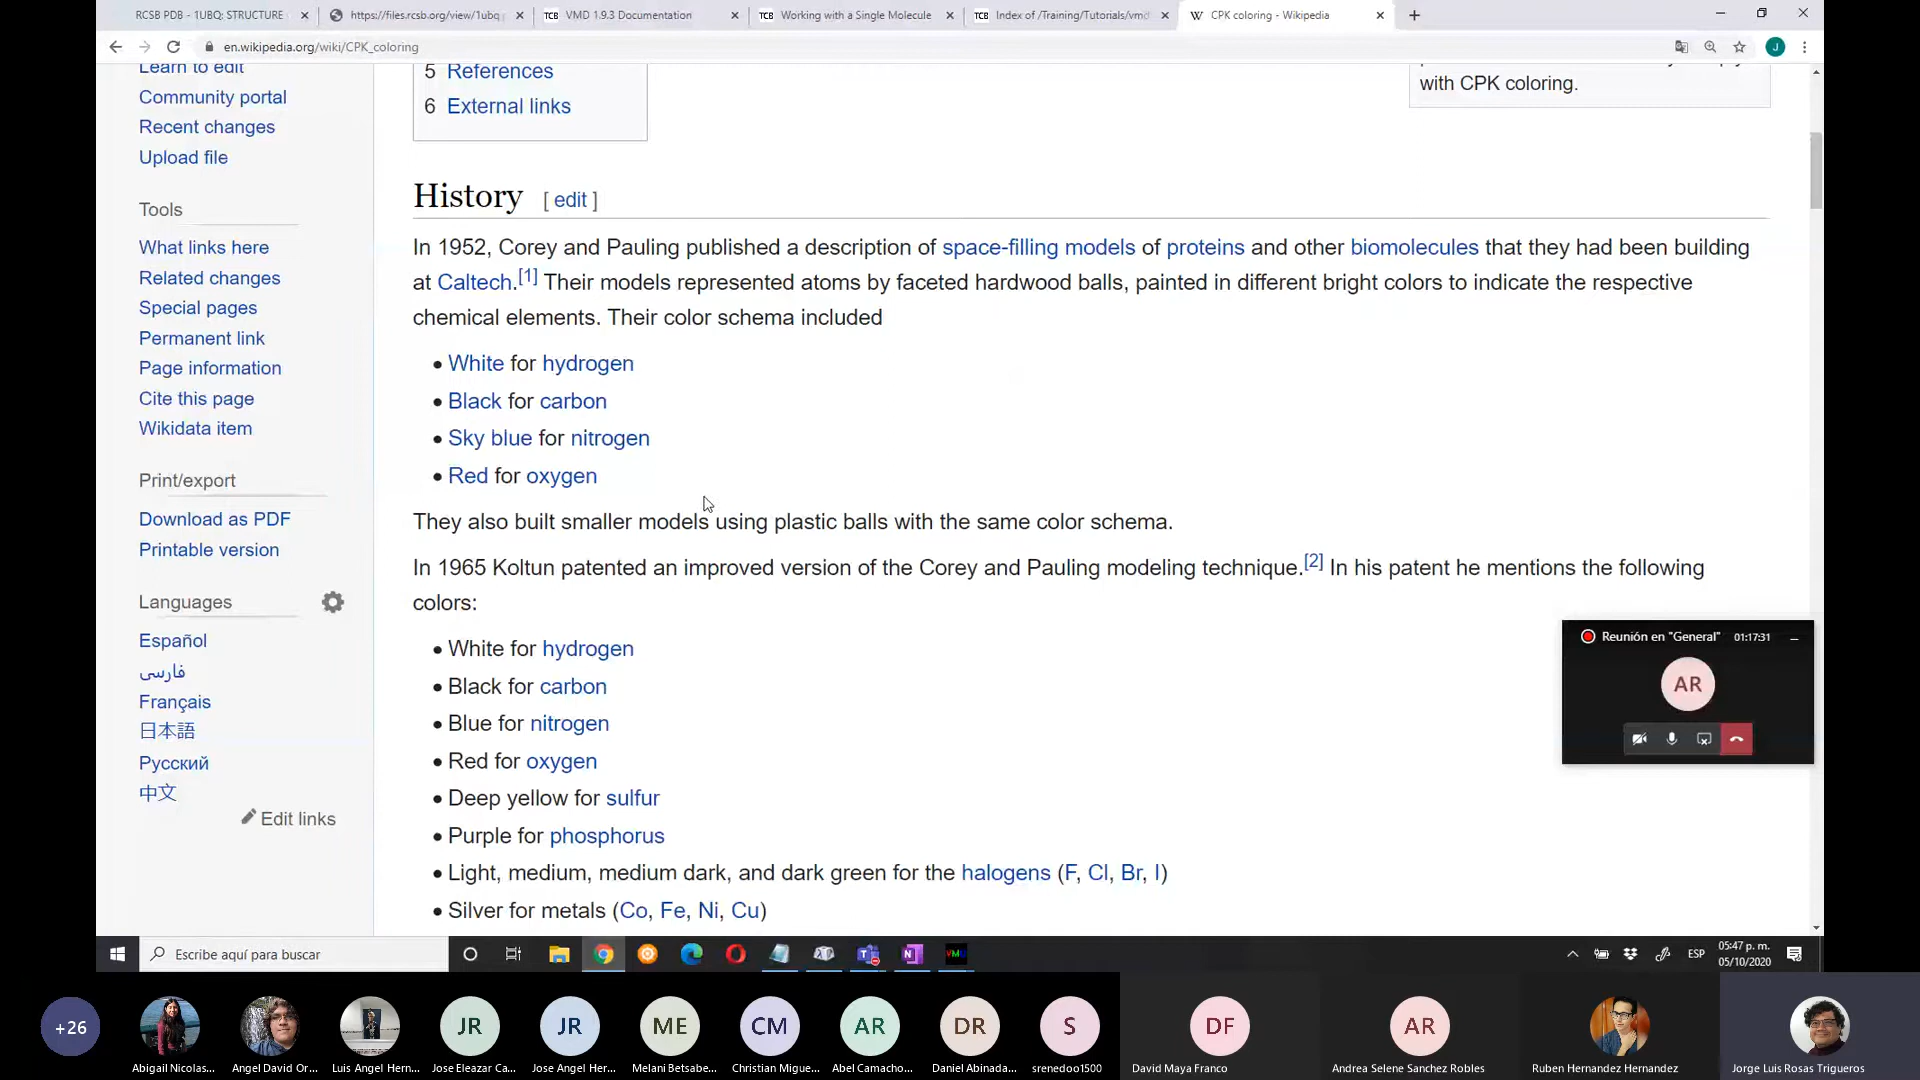 RCSB PDB - 1UBQ: STRUCTURE
https://files.rcsb.org/view/1ubq
TCB VMD 1.9.3 Documentation
TCB Working with a Single Molecule
TCB Index of /Training/Tutorials/vmd
W CPK coloring - Wikipedia
en.wikipedia.org/wiki/CPK_coloring
J
Learn to edit
Community portal
Recent changes
Upload file
Tools
What links here
Related changes
Special pages
Permanent link
Page information
Cite this page
Wikidata item
Print/export
Download as PDF
Printable version
Languages
Español
فارسی
Français
日本語
Русский
中文
Edit links
5 References
6 External links
with CPK coloring.
History [ edit ]
In 1952, Corey and Pauling published a description of space-filling models of proteins and other biomolecules that they had been building
at Caltech.[1] Their models represented atoms by faceted hardwood balls, painted in different bright colors to indicate the respective
chemical elements. Their color schema included
• White for hydrogen
• Black for carbon
• Sky blue for nitrogen
• Red for oxygen
They also built smaller models using plastic balls with the same color schema.
In 1965 Koltun patented an improved version of the Corey and Pauling modeling technique.[2] In his patent he mentions the following
colors:
• White for hydrogen
• Black for carbon
• Blue for nitrogen
• Red for oxygen
• Deep yellow for sulfur
• Purple for phosphorus
• Light, medium, medium dark, and dark green for the halogens (F, Cl, Br, I)
• Silver for metals (Co, Fe, Ni, Cu)
Reunión en "General" 01:17:31
AR
Escribe aquí para buscar
ESP
05:47 p. m.
05/10/2020
+26
JR
JR
ME
CM
AR
DR
S
DF
AR
Abigail Nicolas...
Angel David Or...
Luis Angel Hern...
Jose Eleazar Ca...
Jose Angel Her...
Melani Betsabe...
Christian Migue...
Abel Camacho...
Daniel Abinada...
srenedoo1500
David Maya Franco
Andrea Selene Sanchez Robles
Ruben Hernandez Hernandez
Jorge Luis Rosas Trigueros